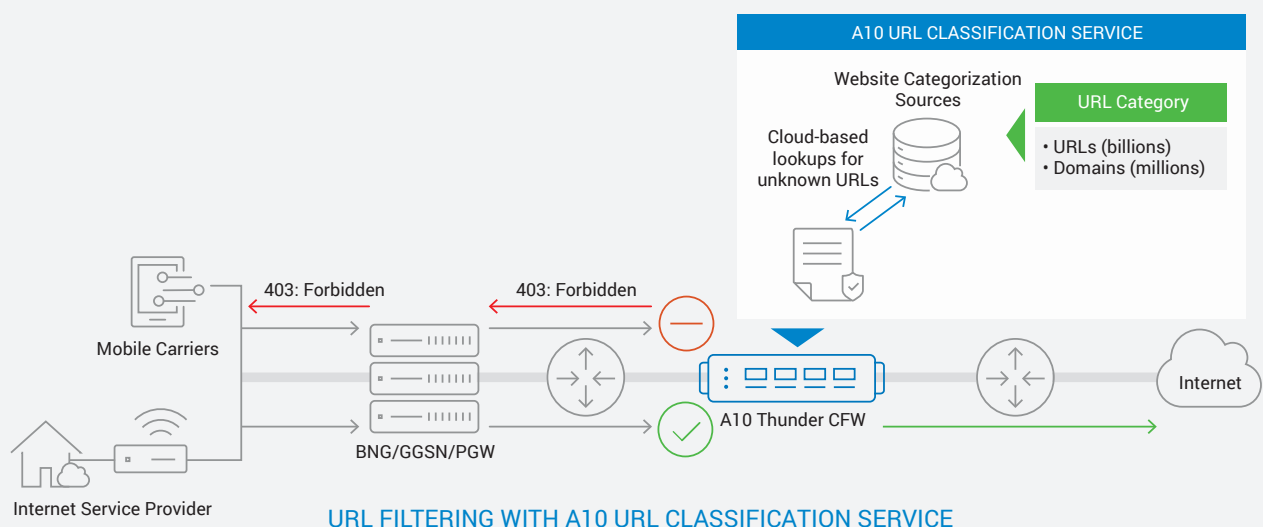 A10 URL CLASSIFICATION SERVICE
Website Categorization
Sources
URL Category
• URLs (billions)
• Domains (millions)
Cloud-based
lookups for
unknown URLs
403: Forbidden
403: Forbidden
Mobile Carriers
Internet
A10 Thunder CFW
BNG/GGSN/PGW
Internet Service Provider
URL FILTERING WITH A10 URL CLASSIFICATION SERVICE